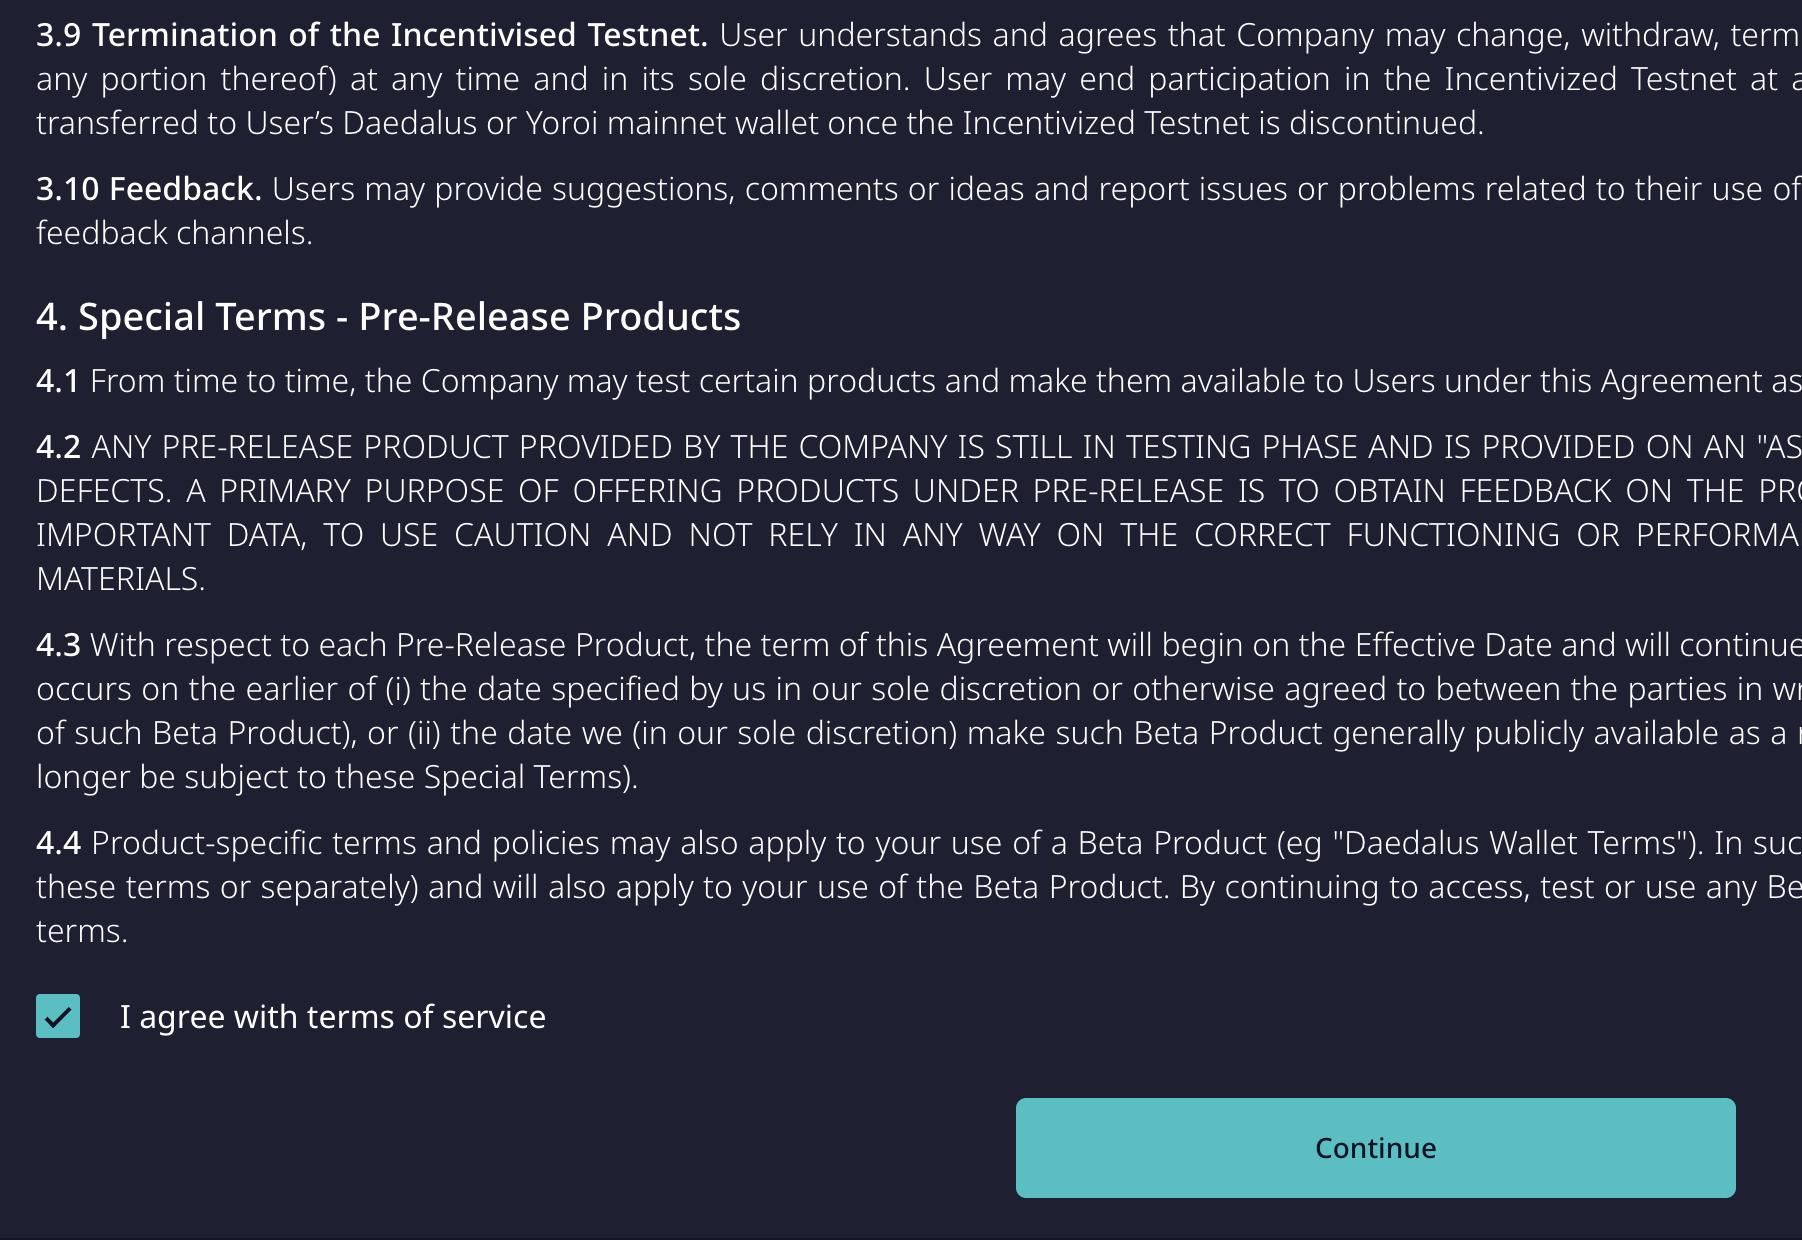 3.9 Termination of the Incentivised Testnet. User understands and agrees that Company may change, withdraw,
any portion thereof) at any time and in its sole discretion. User may end participation in the Incentivized Testnet at
transferred to User’s Daedalus or Yoroi mainnet wallet once the Incentivized Testnet is discontinued.
3.10 Feedback. Users may provide suggestions, comments or ideas and report issues or problems related to their use of
feedback channels.
4. Special Terms - Pre-Release Products
4.1 From time to time, the Company may test certain products and make them available to Users under this Agreement as
4.2 ANY PRE-RELEASE PRODUCT PROVIDED BY THE COMPANY IS STILL IN TESTING PHASE AND IS PROVIDED ON AN "AS
DEFECTS. A PRIMARY PURPOSE OF OFFERING PRODUCTS UNDER PRE-RELEASE IS TO OBTAIN FEEDBACK ON THE
IMPORTANT DATA, TO USE CAUTION AND NOT RELY IN ANY WAY ON THE CORRECT FUNCTIONING OR
MATERIALS.
4.3 With respect to each Pre-Release Product, the term of this Agreement will begin on the Effective Date and will continue
occurs on the earlier of (i) the date specified by us in our sole discretion or otherwise agreed to between the parties in
of such Beta Product), or (ii) the date we (in our sole discretion) make such Beta Product generally publicly available as a
longer be subject to these Special Terms).
4.4 Product-specific terms and policies may also apply to your use of a Beta Product (eg "Daedalus Wallet Terms"). In
these terms or separately) and will also apply to your use of the Beta Product. By continuing to access, test or use any
terms.
I agree with terms of service
Continue